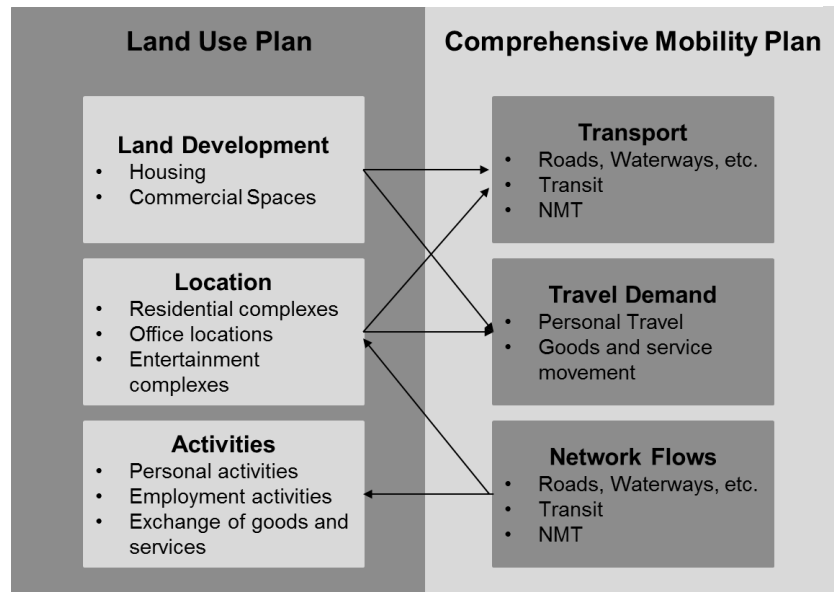 Land Use Plan
Comprehensive Mobility Plan
Land Development
• Housing
• Commercial Spaces
Transport
• Roads, Waterways, etc.
• Transit
• NMT
Location
• Residential complexes
• Office locations
• Entertainment
complexes
Travel Demand
• Personal Travel
• Goods and service
movement
Activities
• Personal activities
• Employment activities
• Exchange of goods and
services
Network Flows
• Roads, Waterways, etc.
• Transit
• NMT